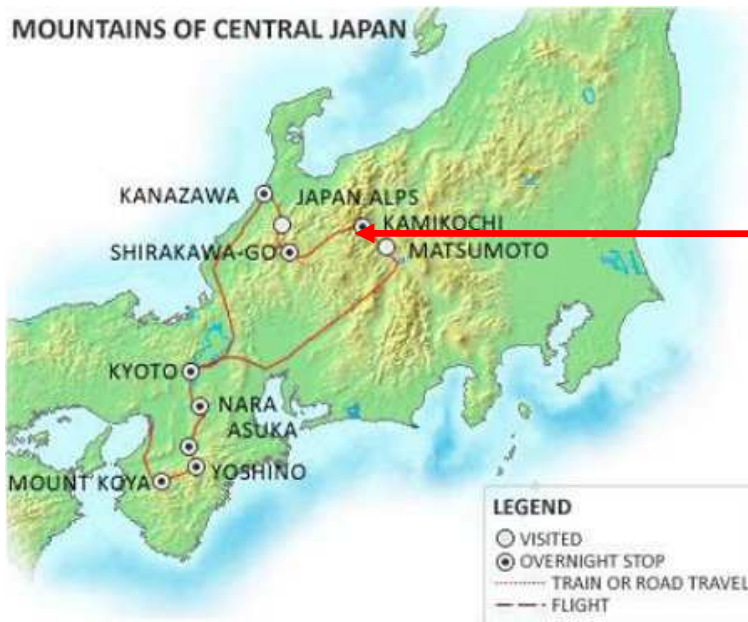 MOUNTAINS OF CENTRAL JAPAN
KANAZAWA
JAPAN ALPS
KAMIKOCHI
SHIRAKAWA-GO
MATSUMOTO
KYOTO
NARA
ASUKA
YOSHINO
MOUNT KOYA
LEGEND
VISITED
OVERNIGHT STOP
TRAIN OR ROAD TRAVEL
FLIGHT